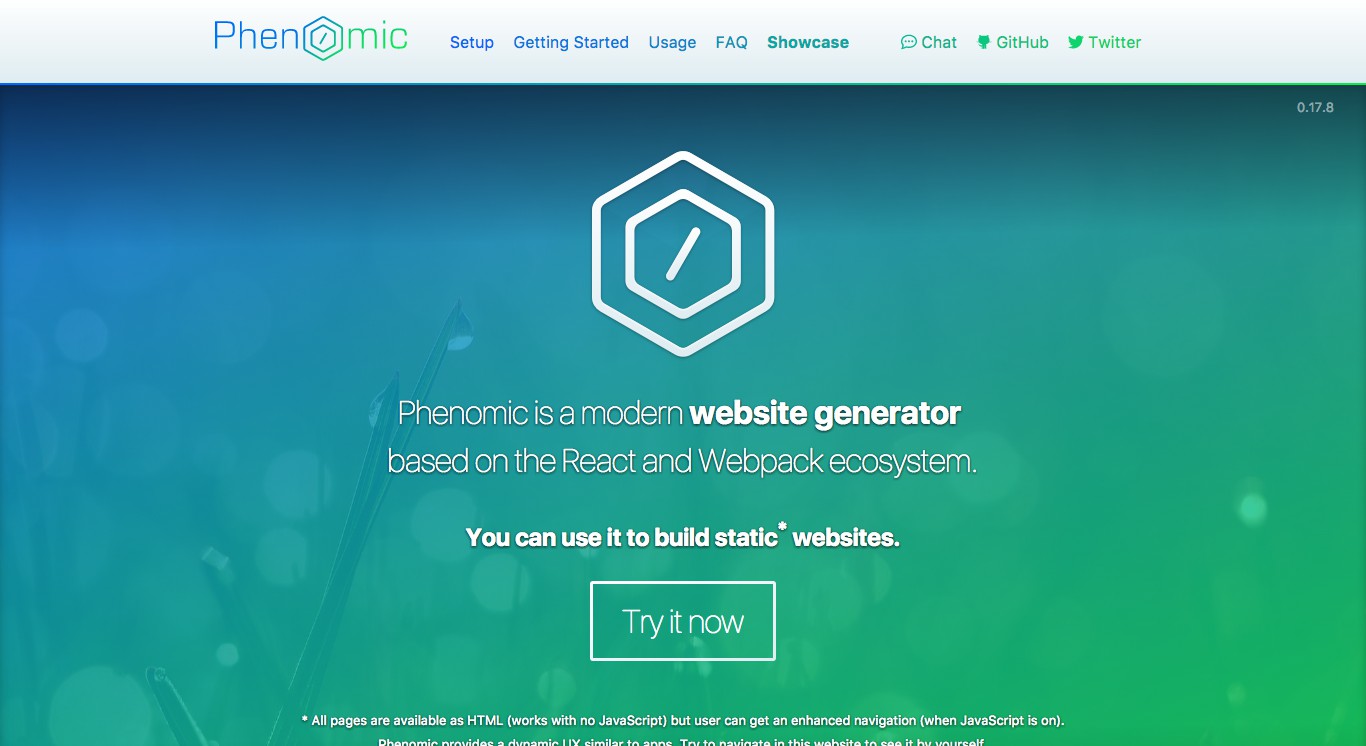 Phenomic
Setup Getting Started Usage FAQ Showcase Chat GitHub Twitter
0.17.8
Phenomic is a modern website generator
based on the React and Webpack ecosystem.
You can use it to build static* websites.
Try it now
* All pages are available as HTML (works with no JavaScript) but user can get an enhanced navigation (when JavaScript is on).
Phenomic provides a dynamic UX similar to apps. Try to navigate in this website to see it by yourself.